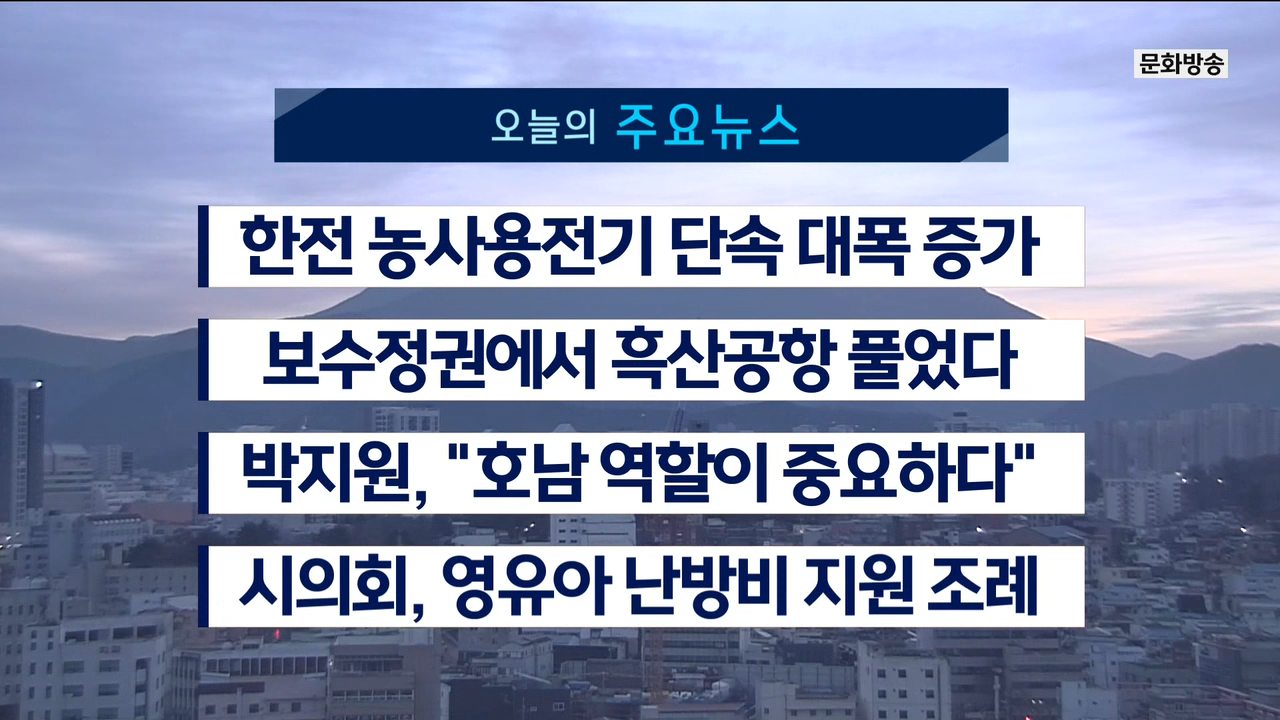 문화방송
오늘의 주요뉴스
한전 농사용전기 단속 대폭 증가
보수정권에서 흑산공항 풀었다
박지원, "호남 역할이 중요하다"
시의회, 영유아 난방비 지원 조례